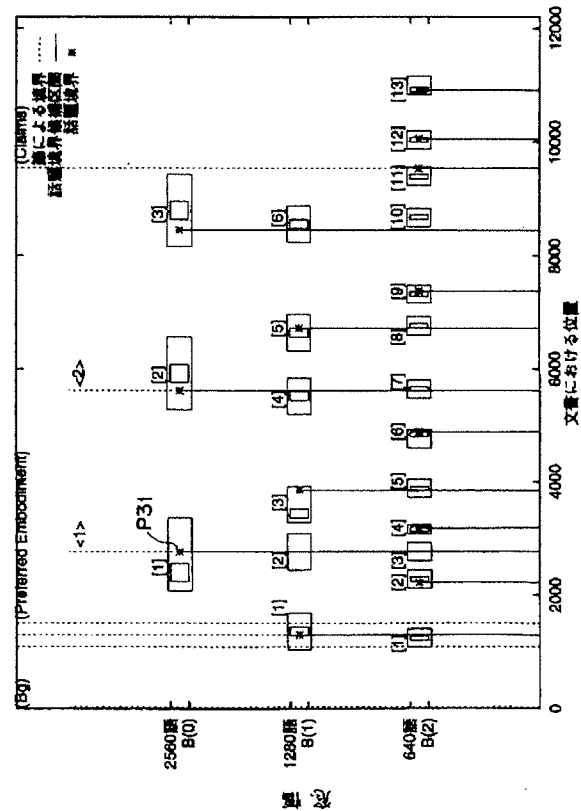 (Bg)
(Preferred Embodiment)
(Claims)
節による境界
話題境界候補区間
話題境界
<1>
<2>
P31
2560語
B(0)
[1]
[2]
[3]
1280語
B(1)
[1]
[2]
[3]
[4]
[5]
[6]
640語
B(2)
[1]
[2]
[3]
[4]
[5]
[6]
[7]
[8]
[9]
[10]
[11]
[12]
[13]
0
2000
4000
6000
8000
10000
12000
文書における位置